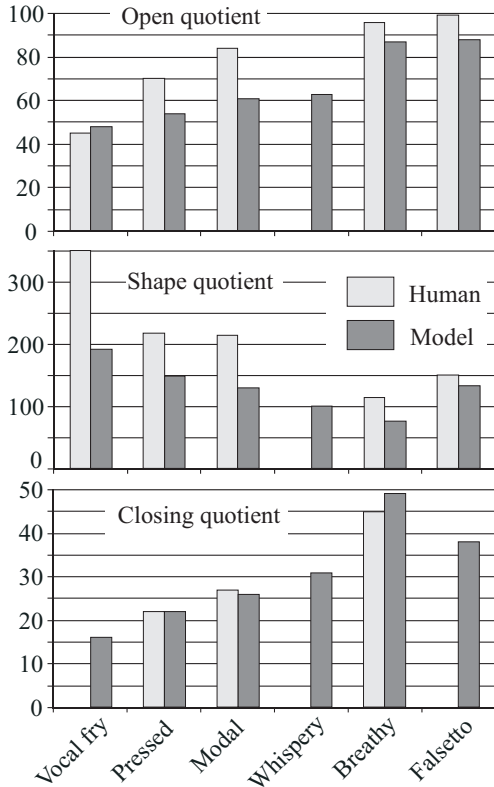 Open quotient
100
80
60
40
20
0
Shape quotient
Human
Model
300
200
100
0
Closing quotient
50
40
30
20
10
0
Vocal fry
Pressed
Modal
Whispery
Breathy
Falsetto